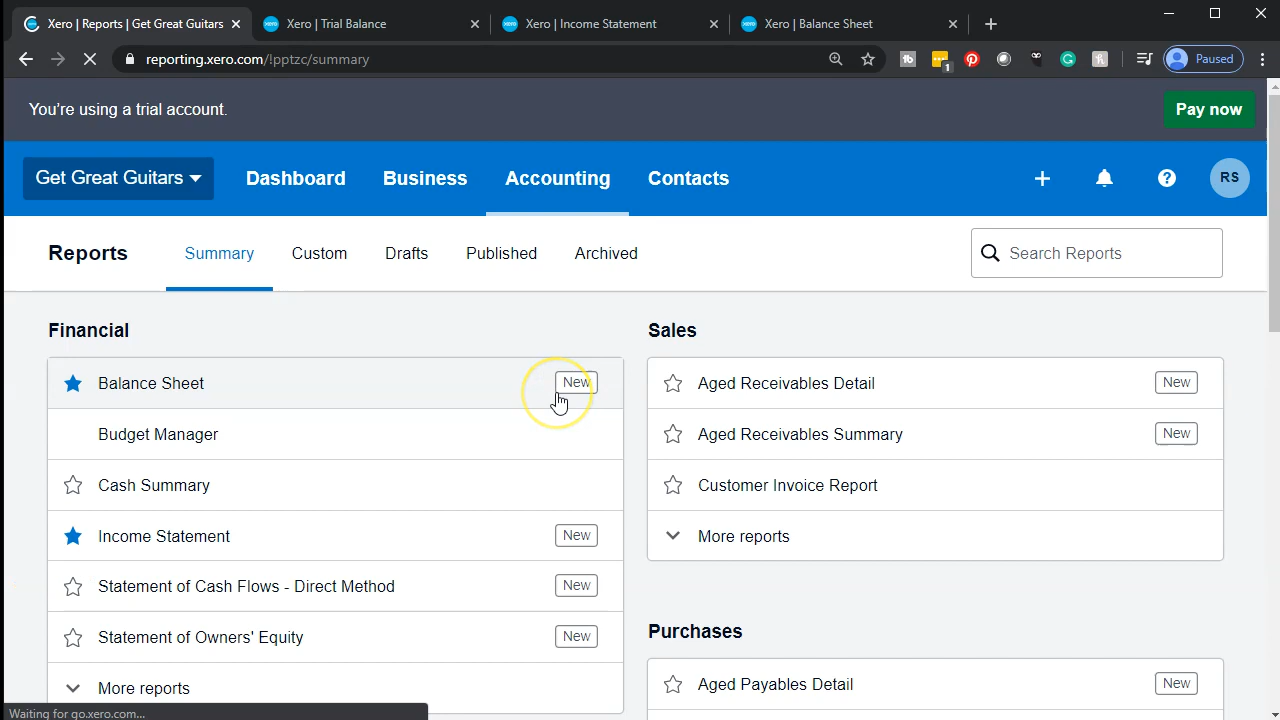 Xero | Reports | Get Great Guitars
Xero | Trial Balance
Xero | Income Statement
Xero | Balance Sheet
reporting.xero.com/!pptzc/summary
1
Paused
You're using a trial account.
Pay now
Get Great Guitars
Dashboard
Business
Accounting
Contacts
RS
Reports
Summary
Custom
Drafts
Published
Archived
Search Reports
Financial
Balance Sheet
New
Budget Manager
Cash Summary
Income Statement
New
Statement of Cash Flows - Direct Method
New
Statement of Owners' Equity
New
More reports
Sales
Aged Receivables Detail
New
Aged Receivables Summary
New
Customer Invoice Report
More reports
Purchases
Aged Payables Detail
New
Waiting for go.xero.com...